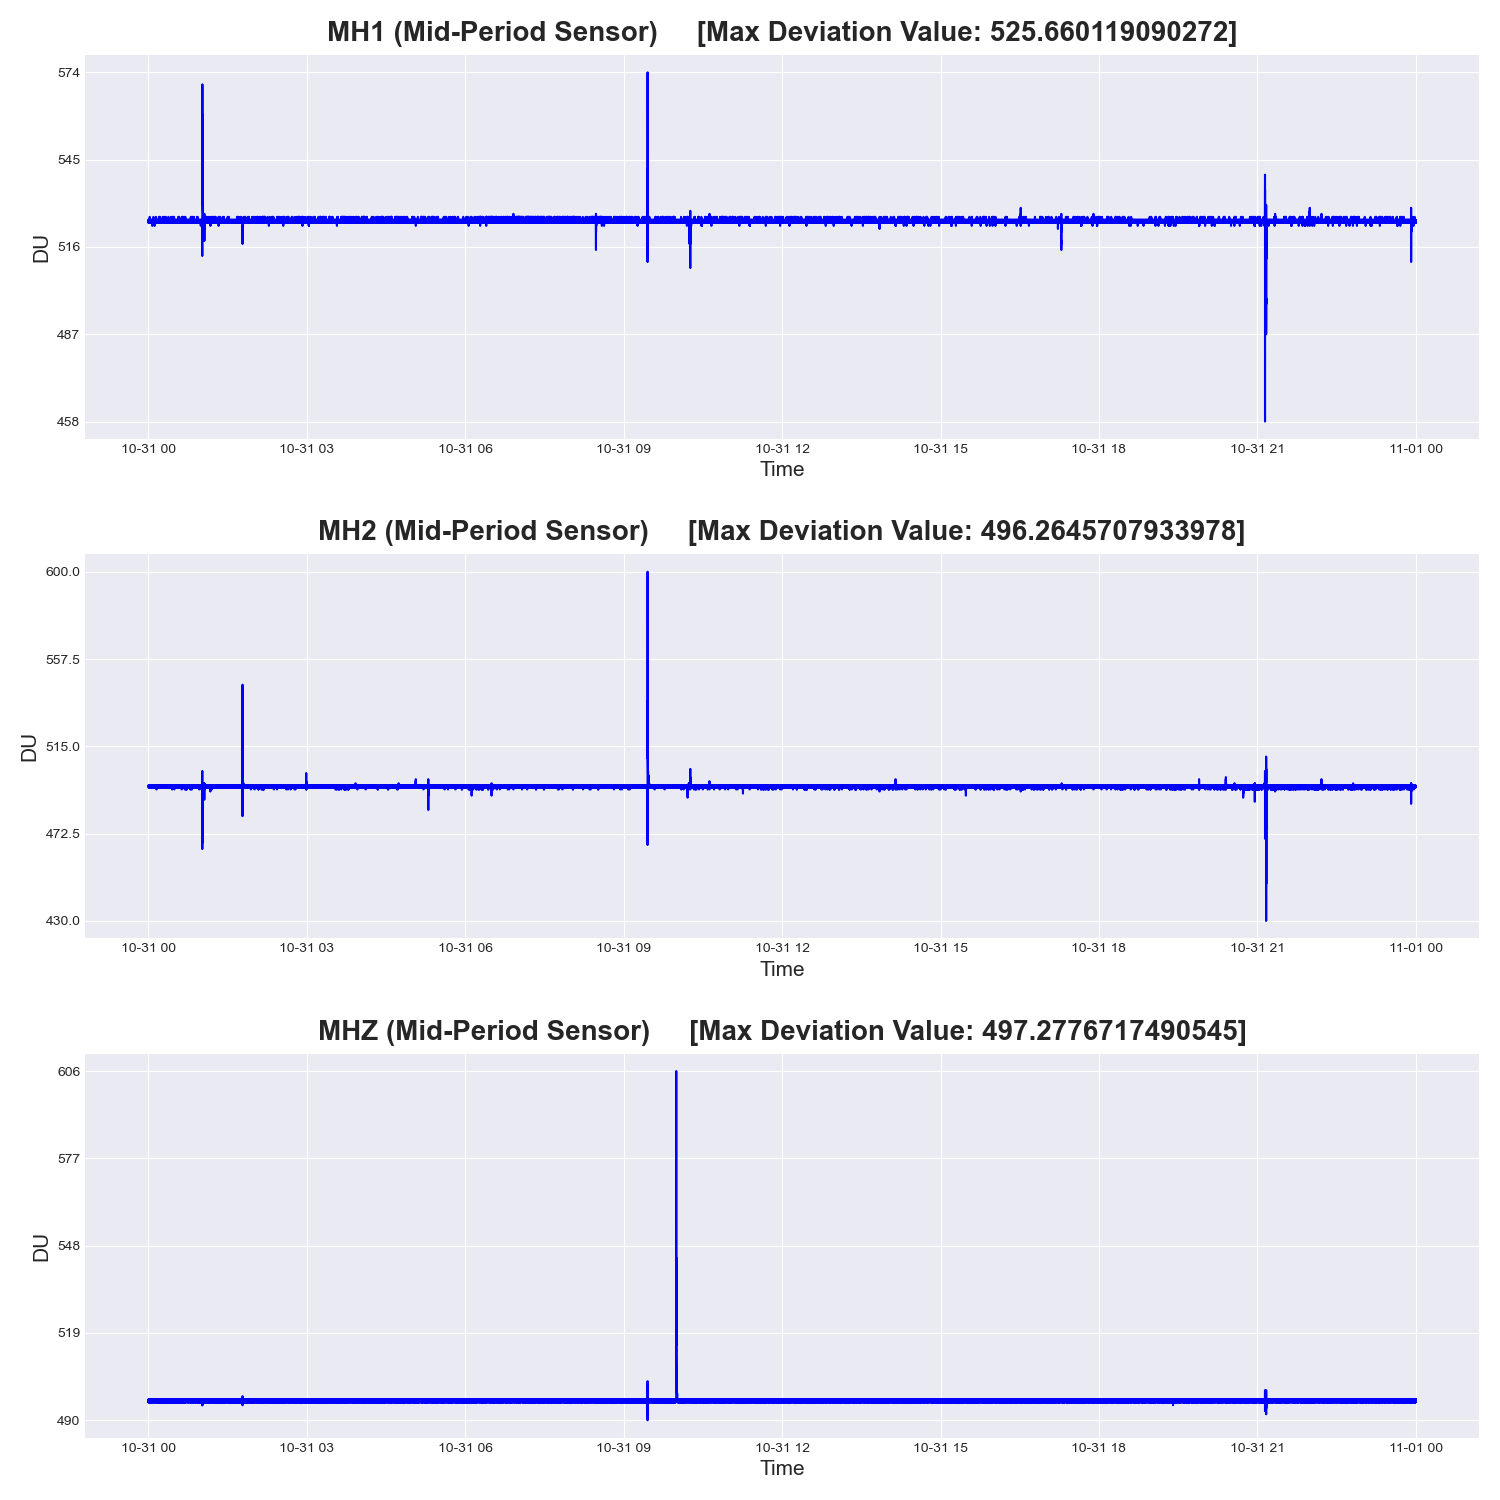 MH1 (Mid-Period Sensor)     [Max Deviation Value: 525.660119090272]
574
545
516
487
458
DU
10-31 00 10-31 03 10-31 06 10-31 09 10-31 12 10-31 15 10-31 18 10-31 21 11-01 00
Time
MH2 (Mid-Period Sensor)     [Max Deviation Value: 496.2645707933978]
600.0
557.5
515.0
472.5
430.0
DU
10-31 00 10-31 03 10-31 06 10-31 09 10-31 12 10-31 15 10-31 18 10-31 21 11-01 00
Time
MHZ (Mid-Period Sensor)     [Max Deviation Value: 497.2776717490545]
606
577
548
519
490
DU
10-31 00 10-31 03 10-31 06 10-31 09 10-31 12 10-31 15 10-31 18 10-31 21 11-01 00
Time